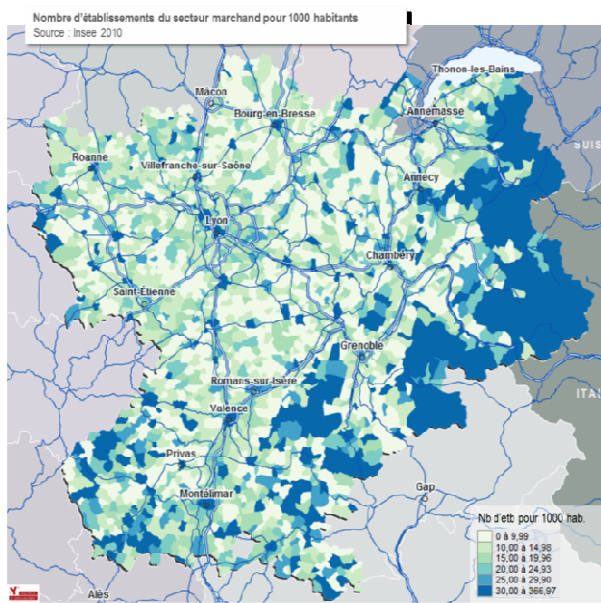 Nombre d'établissements du secteur marchand pour 1000 habitants
Source : Insee 2010
Thonon-les-Bains
Mâcon
Bourg-en-Bresse
Annemasse
SUIS
Roanne
Villefranche-sur-Saône
Annecy
Lyon
Chambéry
Saint-Étienne
Grenoble
Romans-sur-Isère
ITA
Valence
Privas
Gap
Montélimar
Alès
Nb d'etb pour 1000 hab.
0 à 9,99
10,00 à 14,98
15,00 à 19,96
20,00 à 24,93
25,00 à 29,90
30,00 à 366,97